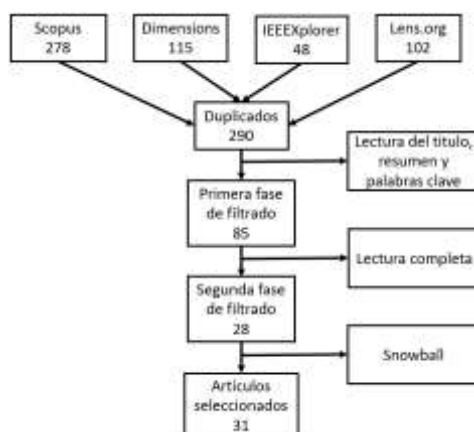 Scopus
278
Dimensions
115
IEEEXplorer
48
Lens.org
102
Duplicados
290
Lectura del titulo,
resumen y
palabras clave
Primera fase
de filtrado
85
Lectura completa
Segunda fase
de filtrado
28
Snowball
Artículos
seleccionados
31